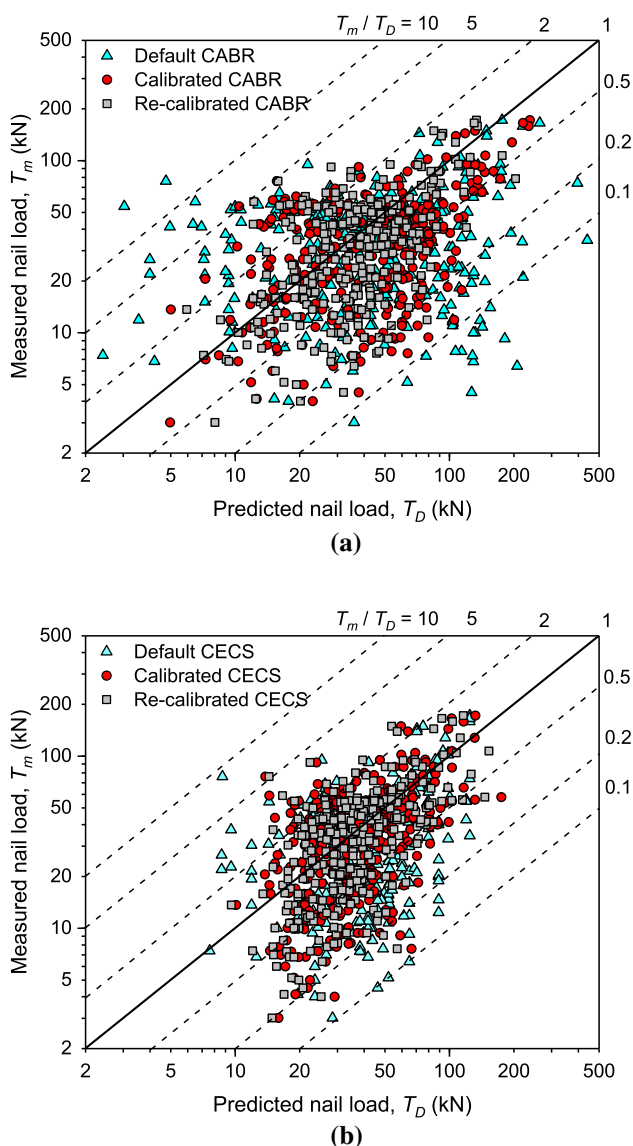 T_m / T_D = 10 5 2 1
500
Default CABR
Calibrated CABR
Re-calibrated CABR
0.5
200
0.2
100
0.1
50
20
10
5
2
Measured nail load, T_m (kN)
2 5 10 20 50 100 200 500
Predicted nail load, T_D (kN)
(a)
T_m / T_D = 10 5 2 1
500
Default CECS
Calibrated CECS
Re-calibrated CECS
0.5
200
0.2
100
0.1
50
20
10
5
2
Measured nail load, T_m (kN)
2 5 10 20 50 100 200 500
Predicted nail load, T_D (kN)
(b)